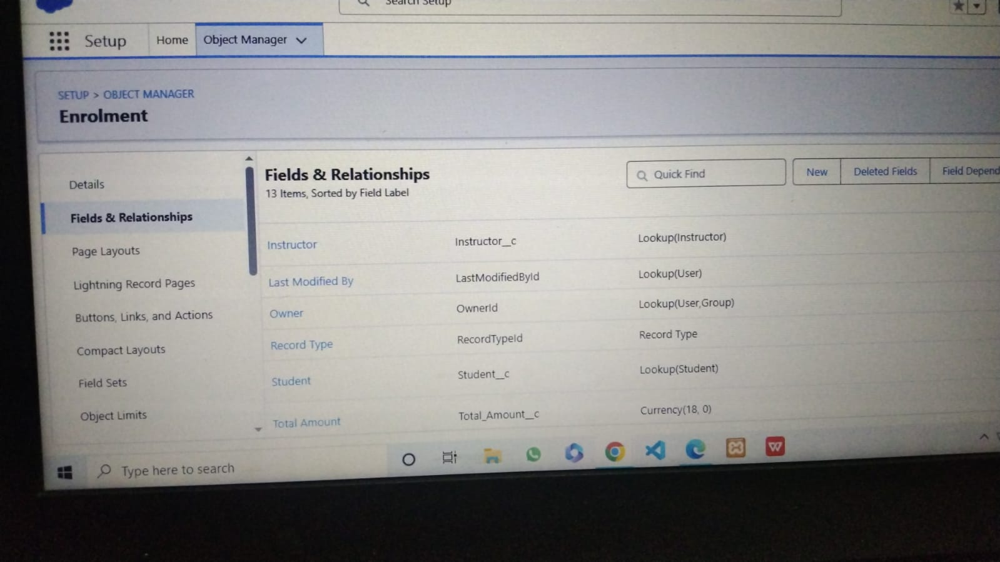 Search Setup
Setup Home Object Manager
SETUP > OBJECT MANAGER
Enrolment
Details
Fields & Relationships
Page Layouts
Lightning Record Pages
Buttons, Links, and Actions
Compact Layouts
Field Sets
Object Limits
Fields & Relationships
13 Items, Sorted by Field Label
Quick Find
New Deleted Fields Field Depend
Instructor Instructor__c Lookup(Instructor)
Last Modified By LastModifiedById Lookup(User)
Owner OwnerId Lookup(User,Group)
Record Type RecordTypeId Record Type
Student Student__c Lookup(Student)
Total Amount Total_Amount__c Currency(18, 0)
Type here to search